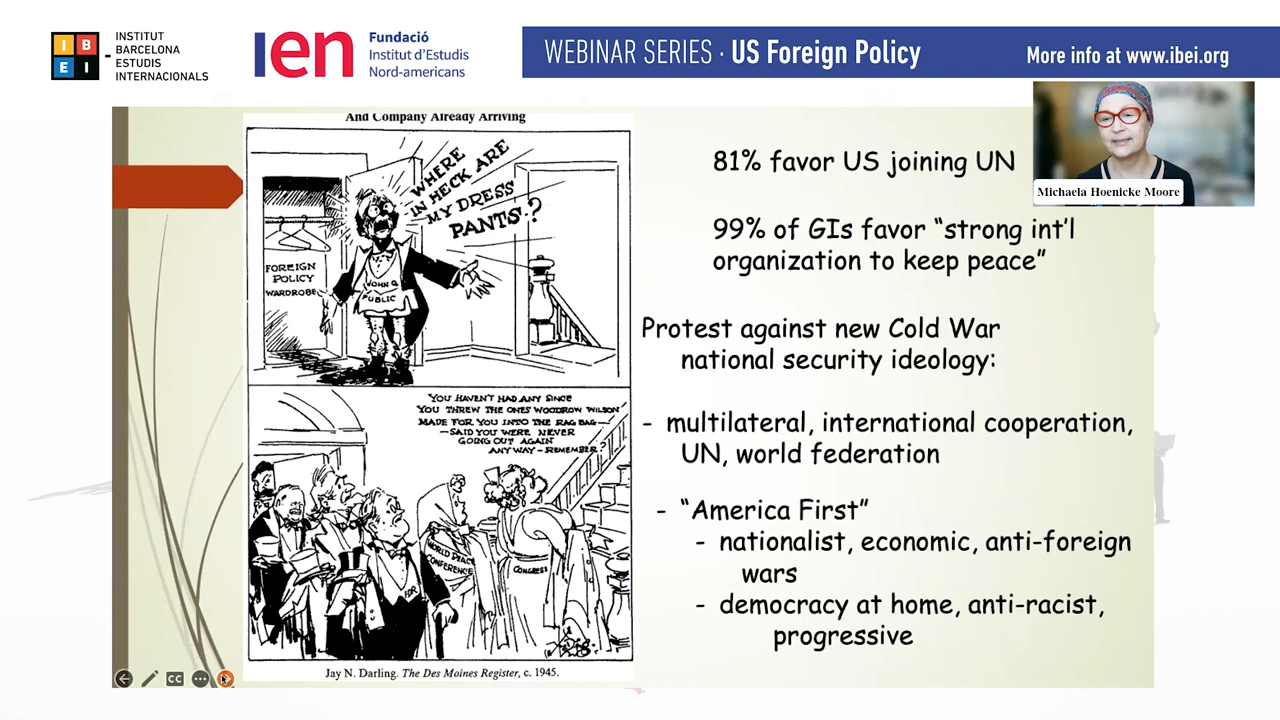 I B
E I
INSTITUT
BARCELONA
ESTUDIS
INTERNACIONALS
ien
Fundació
Institut d'Estudis
Nord-americans
WEBINAR SERIES · US Foreign Policy
More info at www.ibei.org
Michaela Hoenicke Moore
And Company Already Arriving
WHERE
IN HECK ARE
MY DRESS
PANTS?
FOREIGN
POLICY
WARDROBE
JOHN Q.
PUBLIC
YOU HAVEN'T HAD ANY SINCE
YOU THREW THE ONES WOODROW WILSON
MADE FOR YOU INTO THE RAG BAG—
—SAID YOU WERE NEVER
GOING OUT AGAIN
ANYWAY—REMEMBER?
WORLD PEACE
CONFERENCE
CONGRESS
FDR
Jay N. Darling. The Des Moines Register, c. 1945.
81% favor US joining UN
99% of GIs favor “strong int’l
organization to keep peace”
Protest against new Cold War
national security ideology:
- multilateral, international cooperation,
UN, world federation
- “America First”
- nationalist, economic, anti-foreign
wars
- democracy at home, anti-racist,
progressive
CC